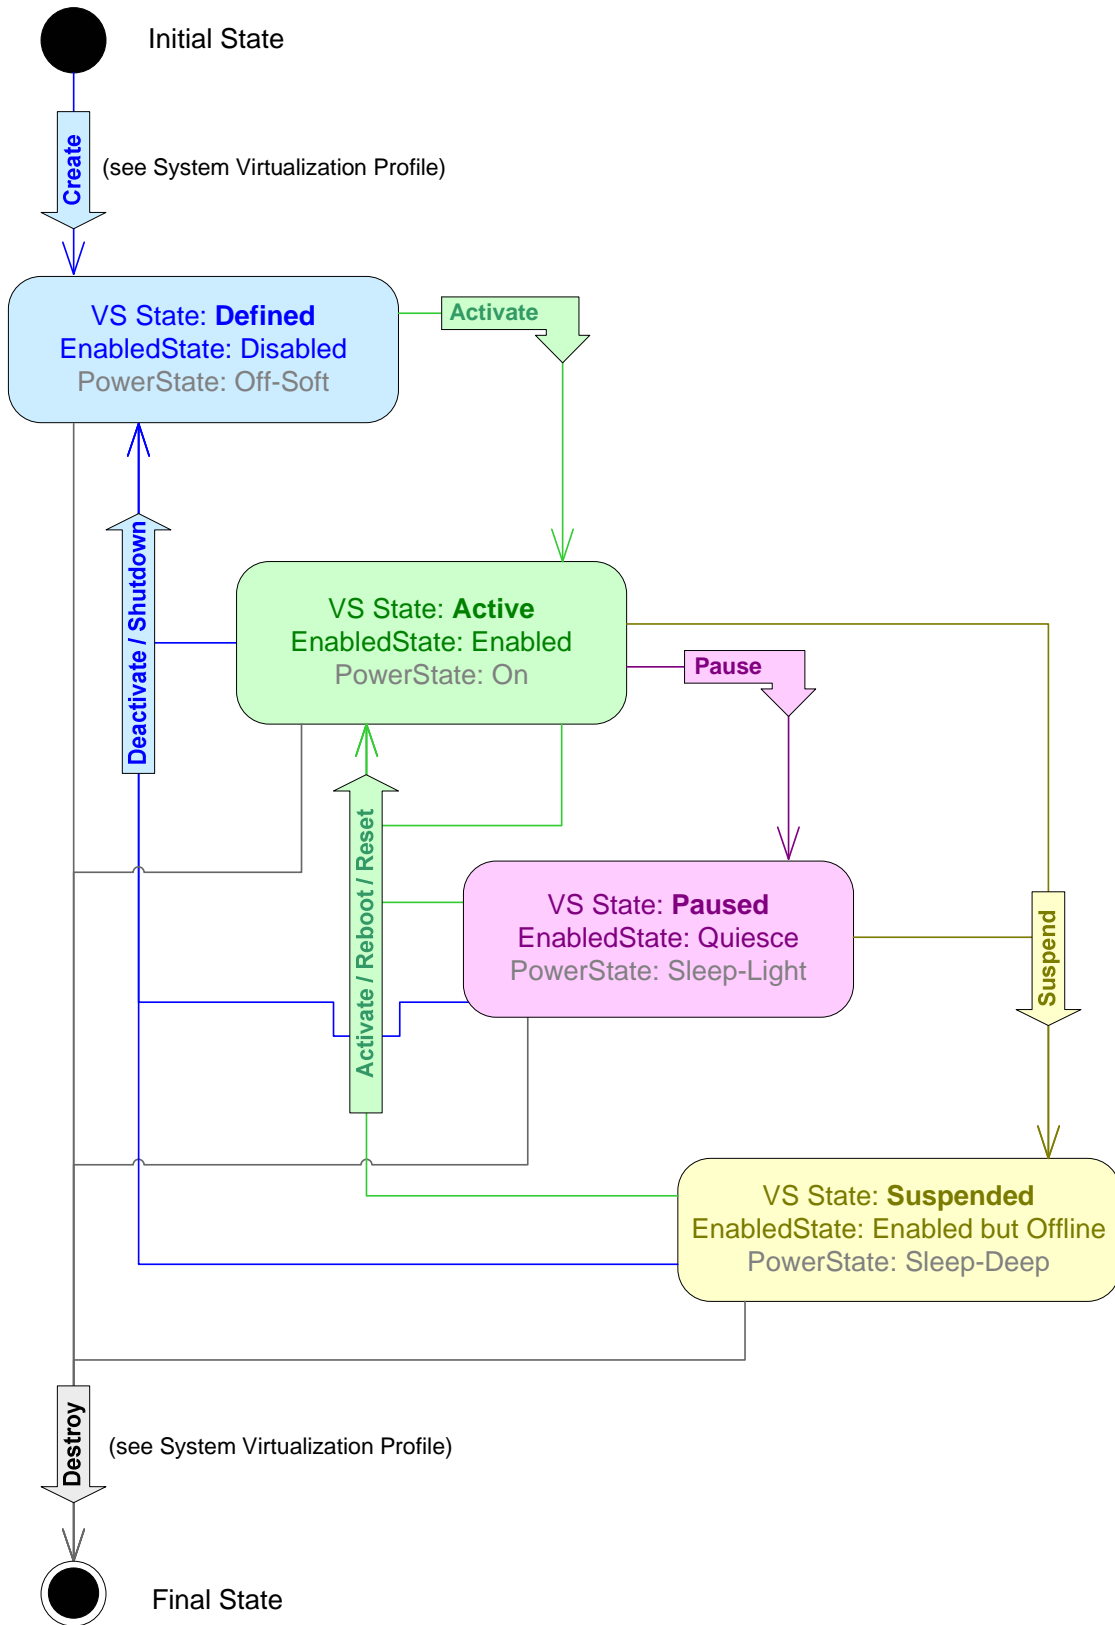 Initial State
Create
(see System Virtualization Profile)
VS State: Defined
EnabledState: Disabled
PowerState: Off-Soft
Activate
Deactivate / Shutdown
VS State: Active
EnabledState: Enabled
PowerState: On
Pause
Activate / Reboot / Reset
VS State: Paused
EnabledState: Quiesce
PowerState: Sleep-Light
Suspend
VS State: Suspended
EnabledState: Enabled but Offline
PowerState: Sleep-Deep
Destroy
(see System Virtualization Profile)
Final State